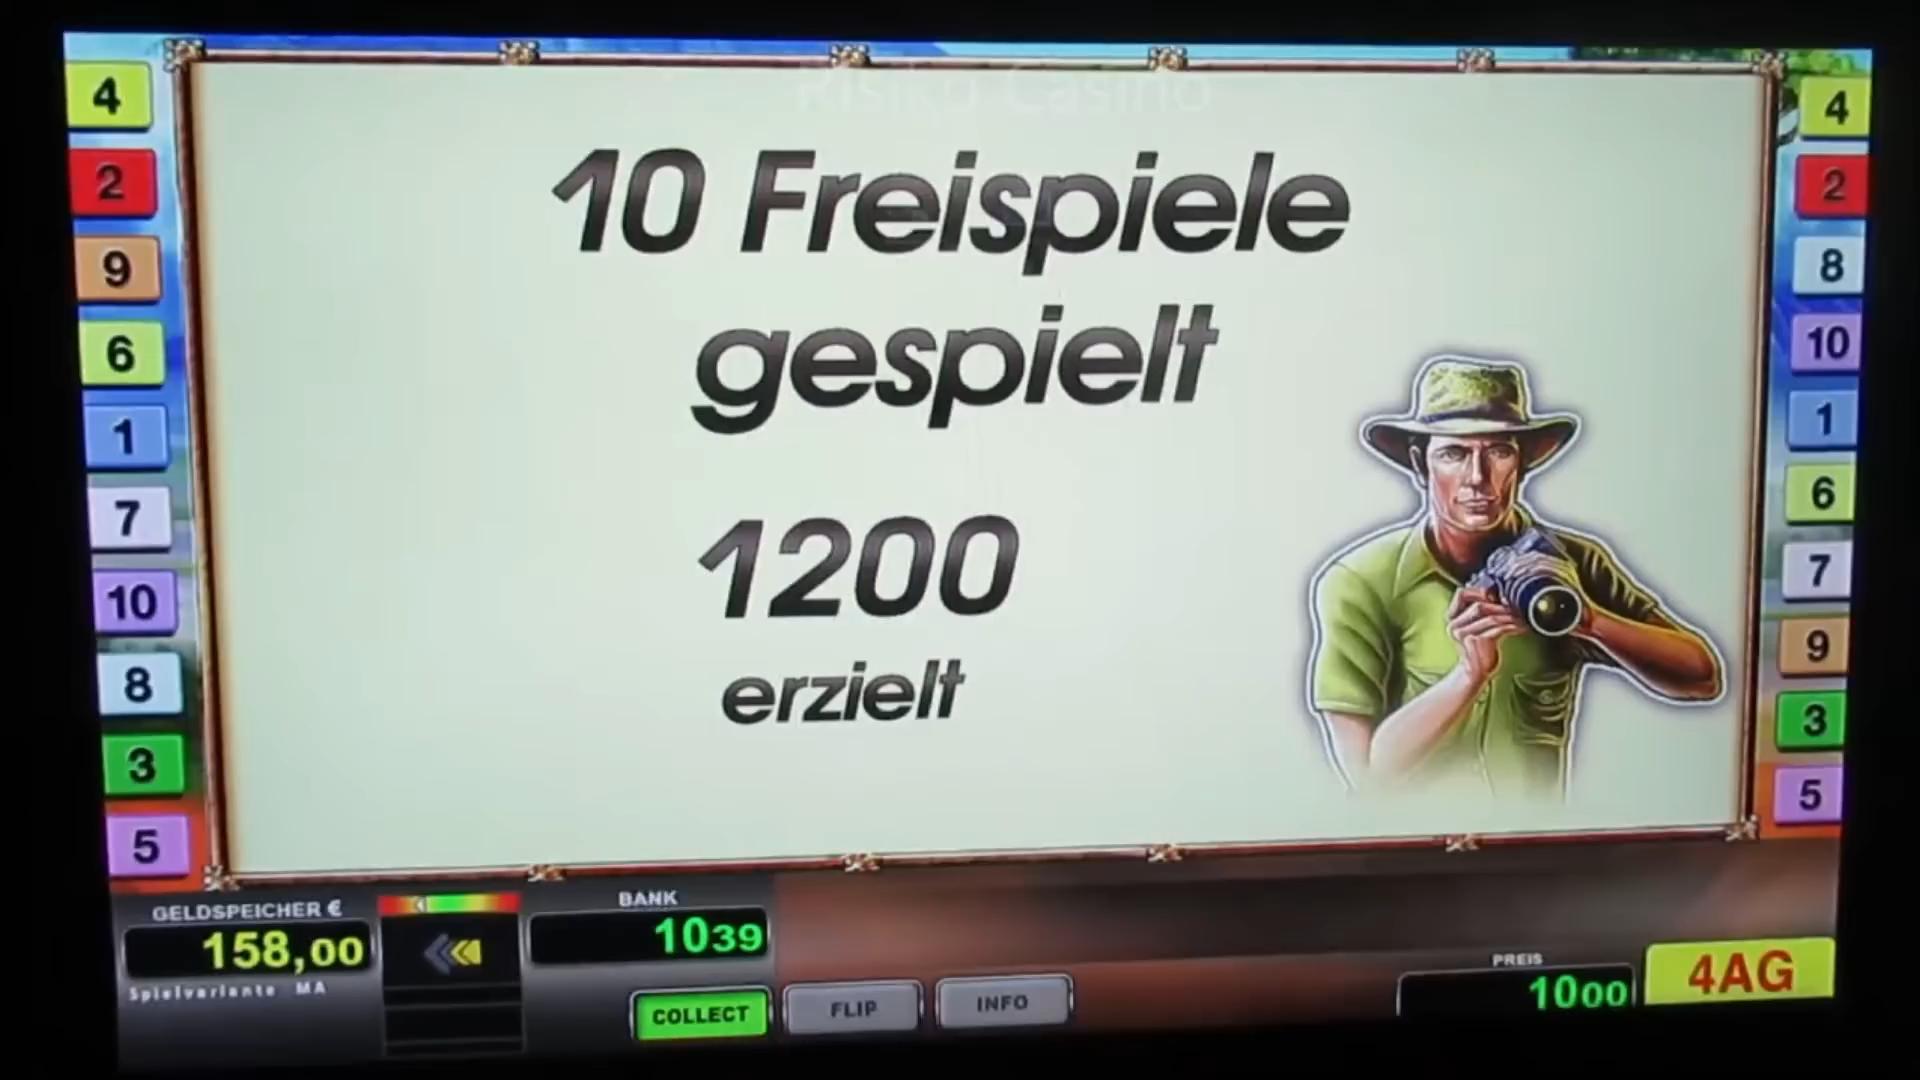 Risiko Casino
10 Freispiele
gespielt
1200
erzielt
4
2
9
6
1
7
10
8
3
5
4
2
8
10
1
6
7
9
3
5
GELDSPEICHER €
158,00
Spielvariante MA
BANK
1039
COLLECT
FLIP
INFO
PREIS
1000
4AG